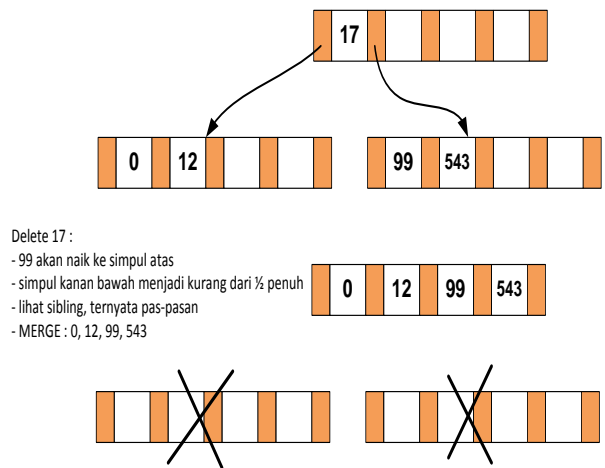 17
0 12 99 543
Delete 17 :
- 99 akan naik ke simpul atas
- simpul kanan bawah menjadi kurang dari ½ penuh
- lihat sibling, ternyata pas-pasan
- MERGE : 0, 12, 99, 543
0 12 99 543